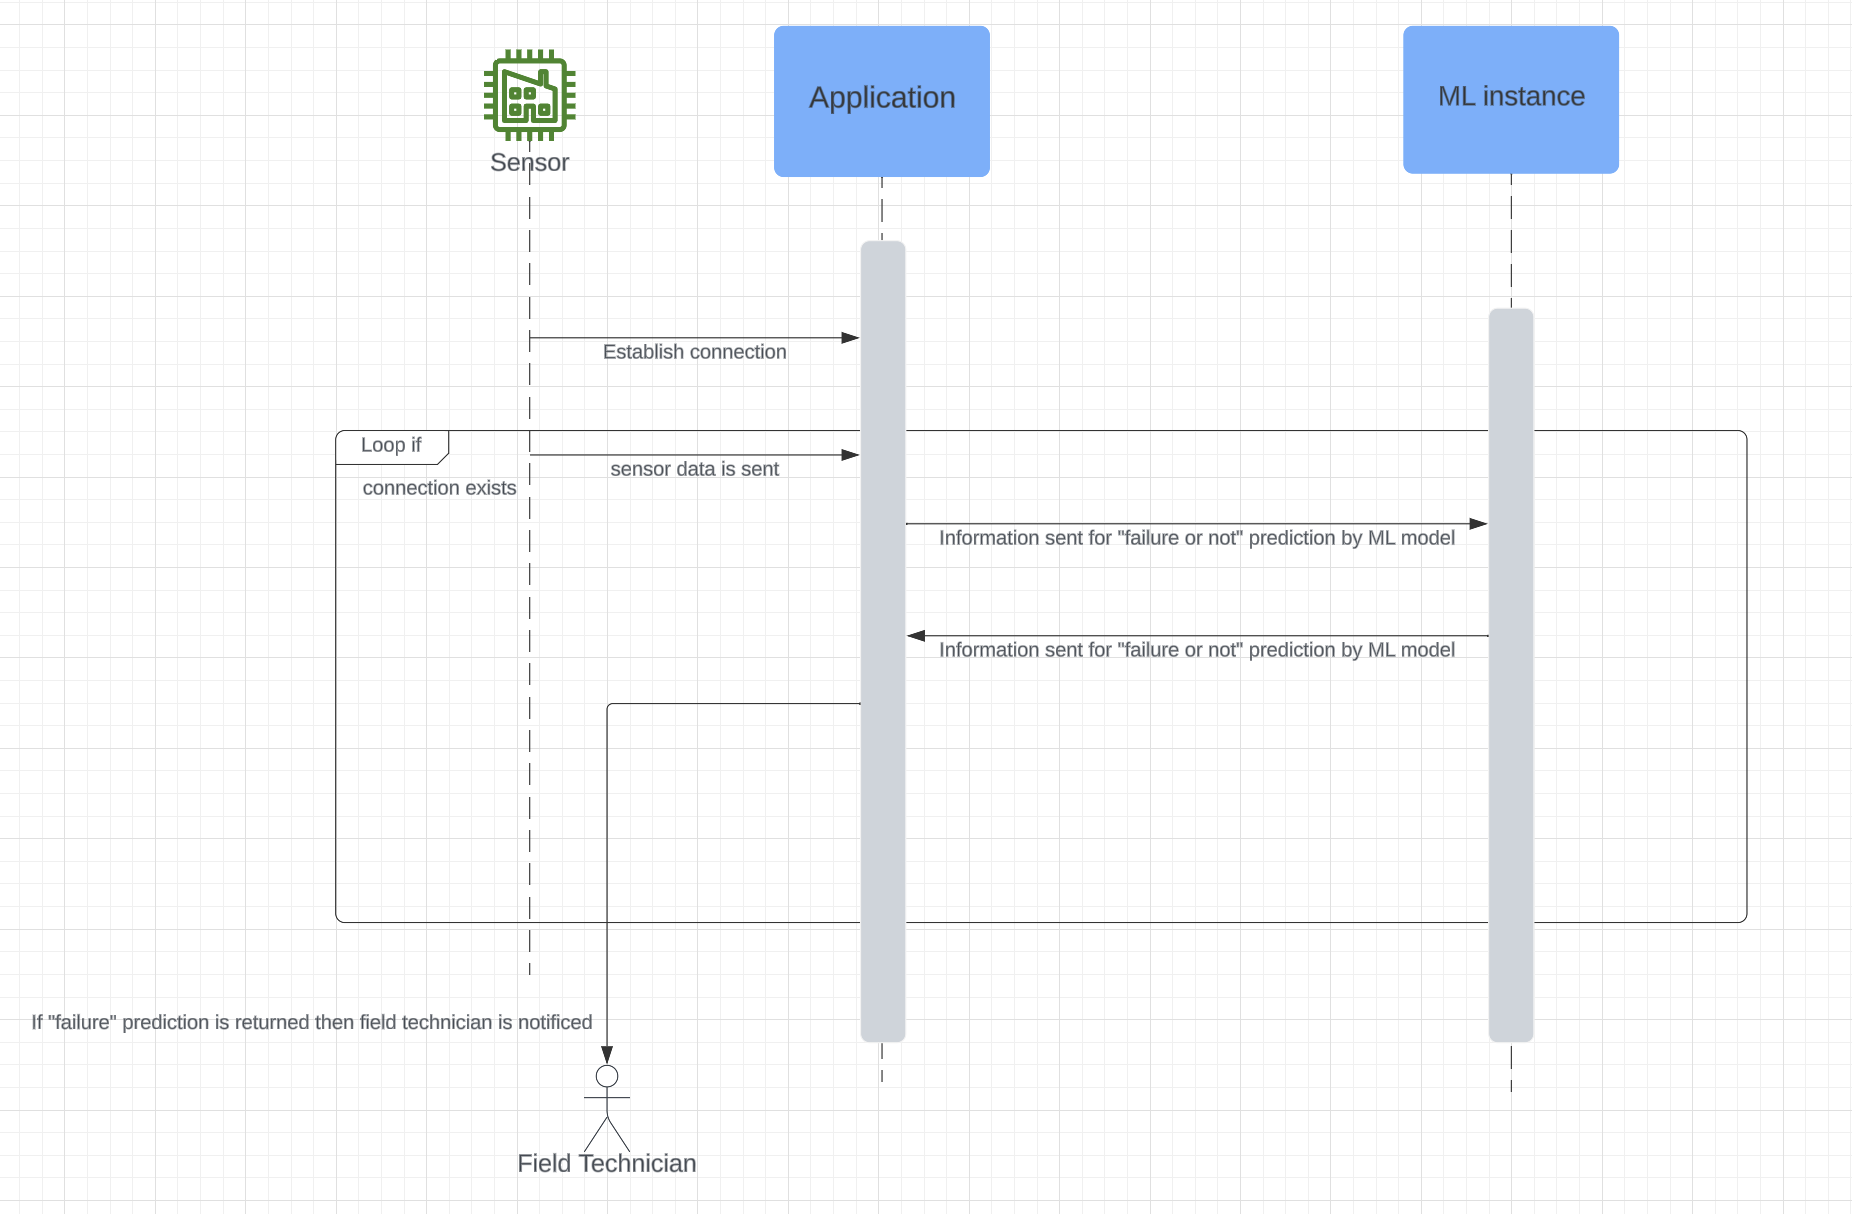 Sensor
Application
ML instance
Establish connection
Loop if
connection exists
sensor data is sent
Information sent for "failure or not" prediction by ML model
Information sent for "failure or not" prediction by ML model
If "failure" prediction is returned then field technician is notificed
Field Technician